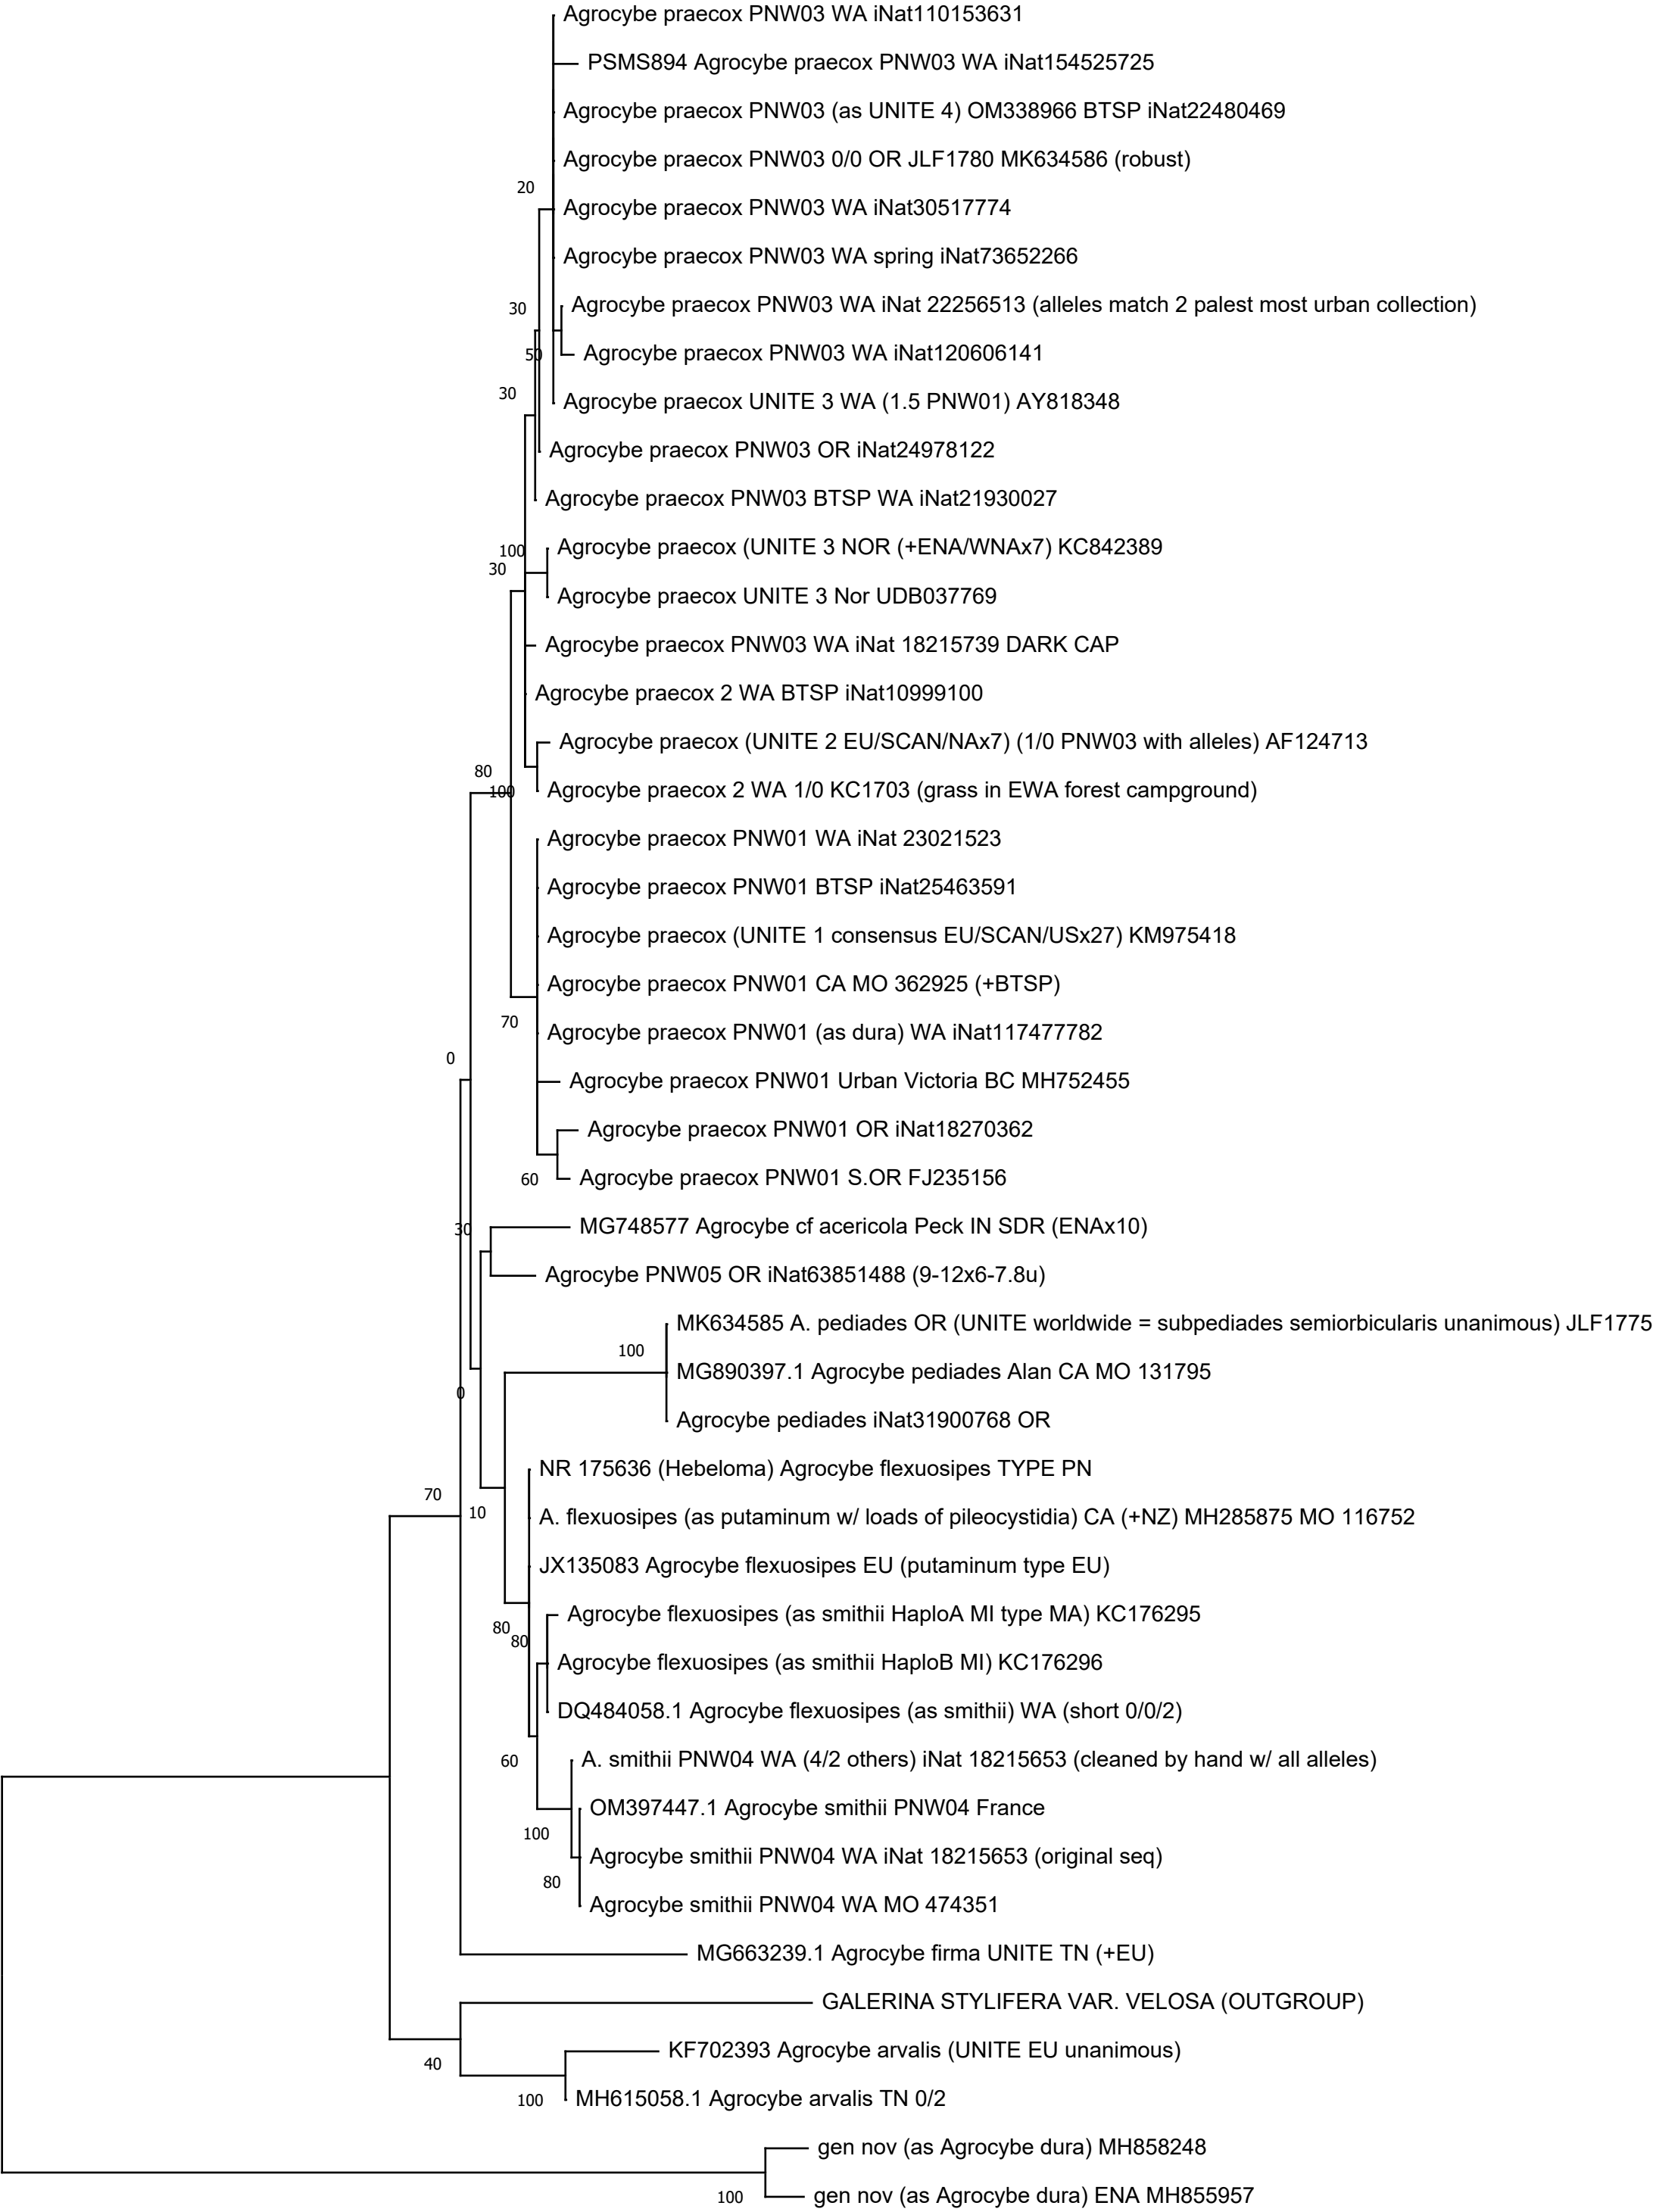 Agrocybe praecox PNW03 WA iNat110153631
PSMS894 Agrocybe praecox PNW03 WA iNat154525725
Agrocybe praecox PNW03 (as UNITE 4) OM338966 BTSP iNat22480469
Agrocybe praecox PNW03 0/0 OR JLF1780 MK634586 (robust)
20
Agrocybe praecox PNW03 WA iNat30517774
Agrocybe praecox PNW03 WA spring iNat73652266
30
Agrocybe praecox PNW03 WA iNat 22256513 (alleles match 2 palest most urban collection)
50
Agrocybe praecox PNW03 WA iNat120606141
30
Agrocybe praecox UNITE 3 WA (1.5 PNW01) AY818348
Agrocybe praecox PNW03 OR iNat24978122
Agrocybe praecox PNW03 BTSP WA iNat21930027
100
Agrocybe praecox (UNITE 3 NOR (+ENA/WNAx7) KC842389
30
Agrocybe praecox UNITE 3 Nor UDB037769
Agrocybe praecox PNW03 WA iNat 18215739 DARK CAP
Agrocybe praecox 2 WA BTSP iNat10999100
Agrocybe praecox (UNITE 2 EU/SCAN/NAx7) (1/0 PNW03 with alleles) AF124713
80
100
Agrocybe praecox 2 WA 1/0 KC1703 (grass in EWA forest campground)
Agrocybe praecox PNW01 WA iNat 23021523
Agrocybe praecox PNW01 BTSP iNat25463591
Agrocybe praecox (UNITE 1 consensus EU/SCAN/USx27) KM975418
Agrocybe praecox PNW01 CA MO 362925 (+BTSP)
70
Agrocybe praecox PNW01 (as dura) WA iNat117477782
0
Agrocybe praecox PNW01 Urban Victoria BC MH752455
Agrocybe praecox PNW01 OR iNat18270362
60
Agrocybe praecox PNW01 S.OR FJ235156
30
MG748577 Agrocybe cf acericola Peck IN SDR (ENAx10)
Agrocybe PNW05 OR iNat63851488 (9-12x6-7.8u)
MK634585 A. pediades OR (UNITE worldwide = subpediades semiorbicularis unanimous) JLF1775
100
MG890397.1 Agrocybe pediades Alan CA MO 131795
0
Agrocybe pediades iNat31900768 OR
NR 175636 (Hebeloma) Agrocybe flexuosipes TYPE PN
70
10
A. flexuosipes (as putaminum w/ loads of pileocystidia) CA (+NZ) MH285875 MO 116752
JX135083 Agrocybe flexuosipes EU (putaminum type EU)
Agrocybe flexuosipes (as smithii HaploA MI type MA) KC176295
80
80
Agrocybe flexuosipes (as smithii HaploB MI) KC176296
DQ484058.1 Agrocybe flexuosipes (as smithii) WA (short 0/0/2)
60
A. smithii PNW04 WA (4/2 others) iNat 18215653 (cleaned by hand w/ all alleles)
OM397447.1 Agrocybe smithii PNW04 France
100
Agrocybe smithii PNW04 WA iNat 18215653 (original seq)
80
Agrocybe smithii PNW04 WA MO 474351
MG663239.1 Agrocybe firma UNITE TN (+EU)
GALERINA STYLIFERA VAR. VELOSA (OUTGROUP)
KF702393 Agrocybe arvalis (UNITE EU unanimous)
40
100
MH615058.1 Agrocybe arvalis TN 0/2
gen nov (as Agrocybe dura) MH858248
100
gen nov (as Agrocybe dura) ENA MH855957